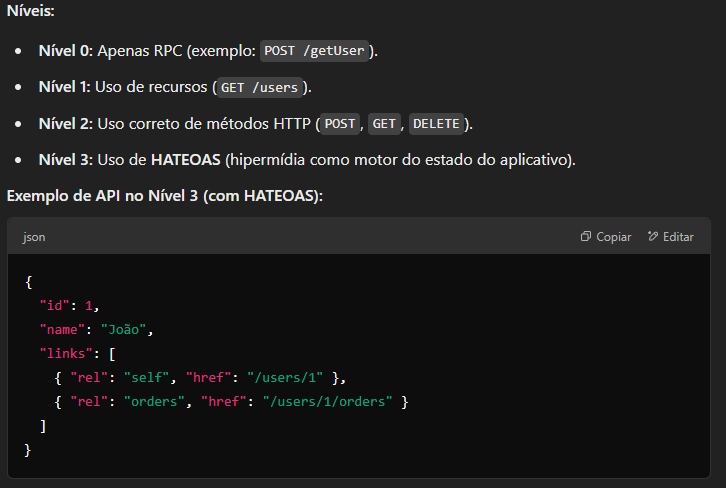 Níveis:
• Nível 0: Apenas RPC (exemplo: POST /getUser).
• Nível 1: Uso de recursos (GET /users).
• Nível 2: Uso correto de métodos HTTP (POST, GET, DELETE).
• Nível 3: Uso de HATEOAS (hipermídia como motor do estado do aplicativo).
Exemplo de API no Nível 3 (com HATEOAS):
json Copiar Editar
{
  "id": 1,
  "name": "João",
  "links": [
    { "rel": "self", "href": "/users/1" },
    { "rel": "orders", "href": "/users/1/orders" }
  ]
}